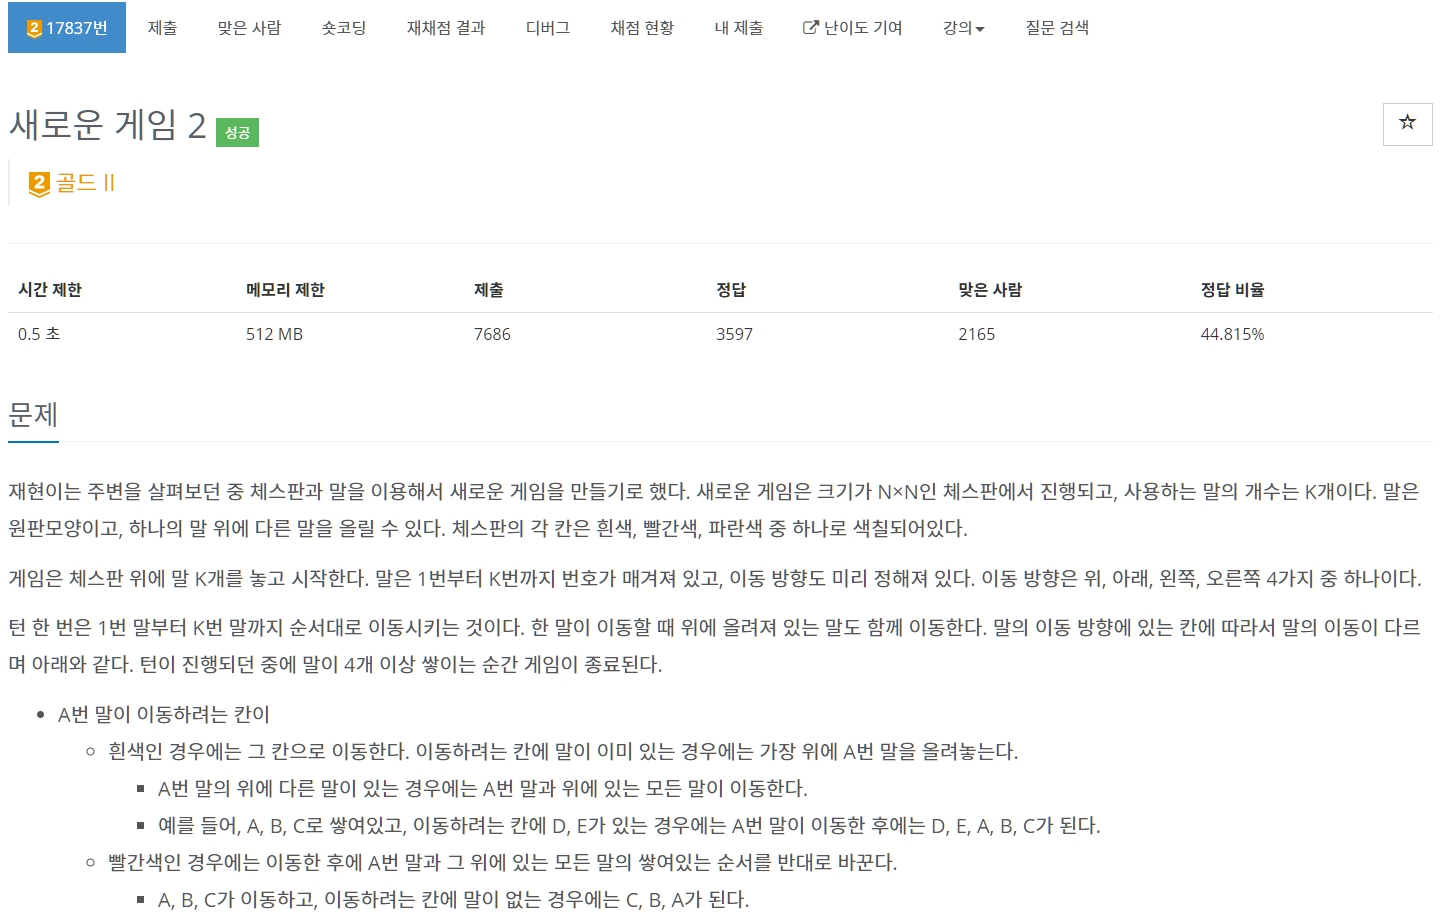 2 17837번 제출 맞은 사람 숏코딩 재채점 결과 디버그 채점 현황 내 제출 난이도 기여 강의 질문 검색
새로운 게임 2 성공
2 골드 II
시간 제한 메모리 제한 제출 정답 맞은 사람 정답 비율
0.5 초 512 MB 7686 3597 2165 44.815%
문제
재현이는 주변을 살펴보던 중 체스판과 말을 이용해서 새로운 게임을 만들기로 했다. 새로운 게임은 크기가 N×N인 체스판에서 진행되고, 사용하는 말의 개수는 K개이다. 말은
원판모양이고, 하나의 말 위에 다른 말을 올릴 수 있다. 체스판의 각 칸은 흰색, 빨간색, 파란색 중 하나로 색칠되어있다.
게임은 체스판 위에 말 K개를 놓고 시작한다. 말은 1번부터 K번까지 번호가 매겨져 있고, 이동 방향도 미리 정해져 있다. 이동 방향은 위, 아래, 왼쪽, 오른쪽 4가지 중 하나이다.
턴 한 번은 1번 말부터 K번 말까지 순서대로 이동시키는 것이다. 한 말이 이동할 때 위에 올려져 있는 말도 함께 이동한다. 말의 이동 방향에 있는 칸에 따라서 말의 이동이 다르
며 아래와 같다. 턴이 진행되던 중에 말이 4개 이상 쌓이는 순간 게임이 종료된다.
• A번 말이 이동하려는 칸이
○ 흰색인 경우에는 그 칸으로 이동한다. 이동하려는 칸에 말이 이미 있는 경우에는 가장 위에 A번 말을 올려놓는다.
▪ A번 말의 위에 다른 말이 있는 경우에는 A번 말과 위에 있는 모든 말이 이동한다.
▪ 예를 들어, A, B, C로 쌓여있고, 이동하려는 칸에 D, E가 있는 경우에는 A번 말이 이동한 후에는 D, E, A, B, C가 된다.
○ 빨간색인 경우에는 이동한 후에 A번 말과 그 위에 있는 모든 말의 쌓여있는 순서를 반대로 바꾼다.
▪ A, B, C가 이동하고, 이동하려는 칸에 말이 없는 경우에는 C, B, A가 된다.